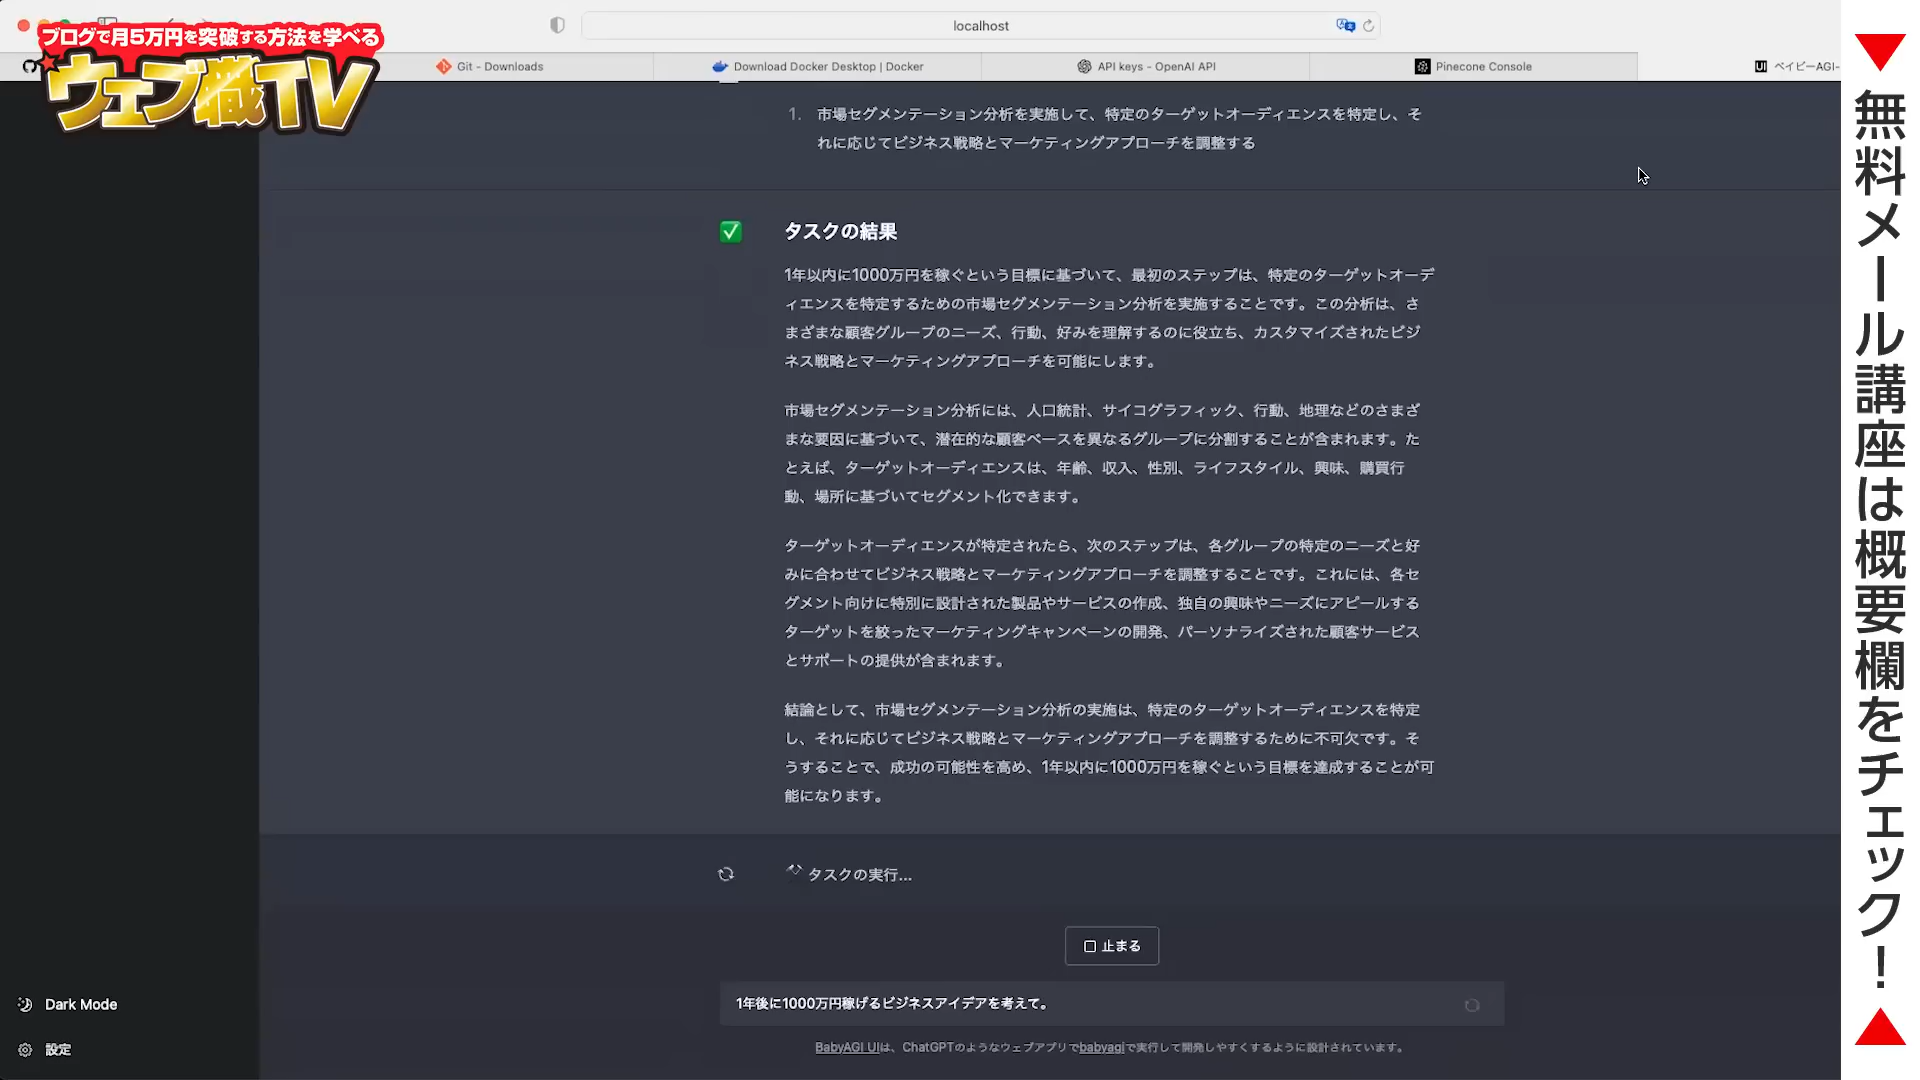 localhost
ブログで月5万円を突破する方法を学べる
ウェブ職TV
Git - Downloads
Download Docker Desktop | Docker
API keys - OpenAI API
Pinecone Console
ベイビーAGI-
1. 市場セグメンテーション分析を実施して、特定のターゲットオーディエンスを特定し、そ
れに応じてビジネス戦略とマーケティングアプローチを調整する
タスクの結果
1年以内に1000万円を稼ぐという目標に基づいて、最初のステップは、特定のターゲットオーデ
ィエンスを特定するための市場セグメンテーション分析を実施することです。この分析は、さ
まざまな顧客グループのニーズ、行動、好みを理解するのに役立ち、カスタマイズされたビジ
ネス戦略とマーケティングアプローチを可能にします。
市場セグメンテーション分析には、人口統計、サイコグラフィック、行動、地理などのさまざ
まな要因に基づいて、潜在的な顧客ベースを異なるグループに分割することが含まれます。た
とえば、ターゲットオーディエンスは、年齢、収入、性別、ライフスタイル、興味、購買行
動、場所に基づいてセグメント化できます。
ターゲットオーディエンスが特定されたら、次のステップは、各グループの特定のニーズと好
みに合わせてビジネス戦略とマーケティングアプローチを調整することです。これには、各セ
グメント向けに特別に設計された製品やサービスの作成、独自の興味やニーズにアピールする
ターゲットを絞ったマーケティングキャンペーンの開発、パーソナライズされた顧客サービス
とサポートの提供が含まれます。
結論として、市場セグメンテーション分析の実施は、特定のターゲットオーディエンスを特定
し、それに応じてビジネス戦略とマーケティングアプローチを調整するために不可欠です。そ
うすることで、成功の可能性を高め、1年以内に1000万円を稼ぐという目標を達成することが可
能になります。
タスクの実行...
止まる
1年後に1000万円稼げるビジネスアイデアを考えて。
BabyAGI UIは、ChatGPTのようなウェブアプリでbabyagiで実行して開発しやすくするように設計されています。
Dark Mode
設定
無料メール講座は概要欄をチェック！